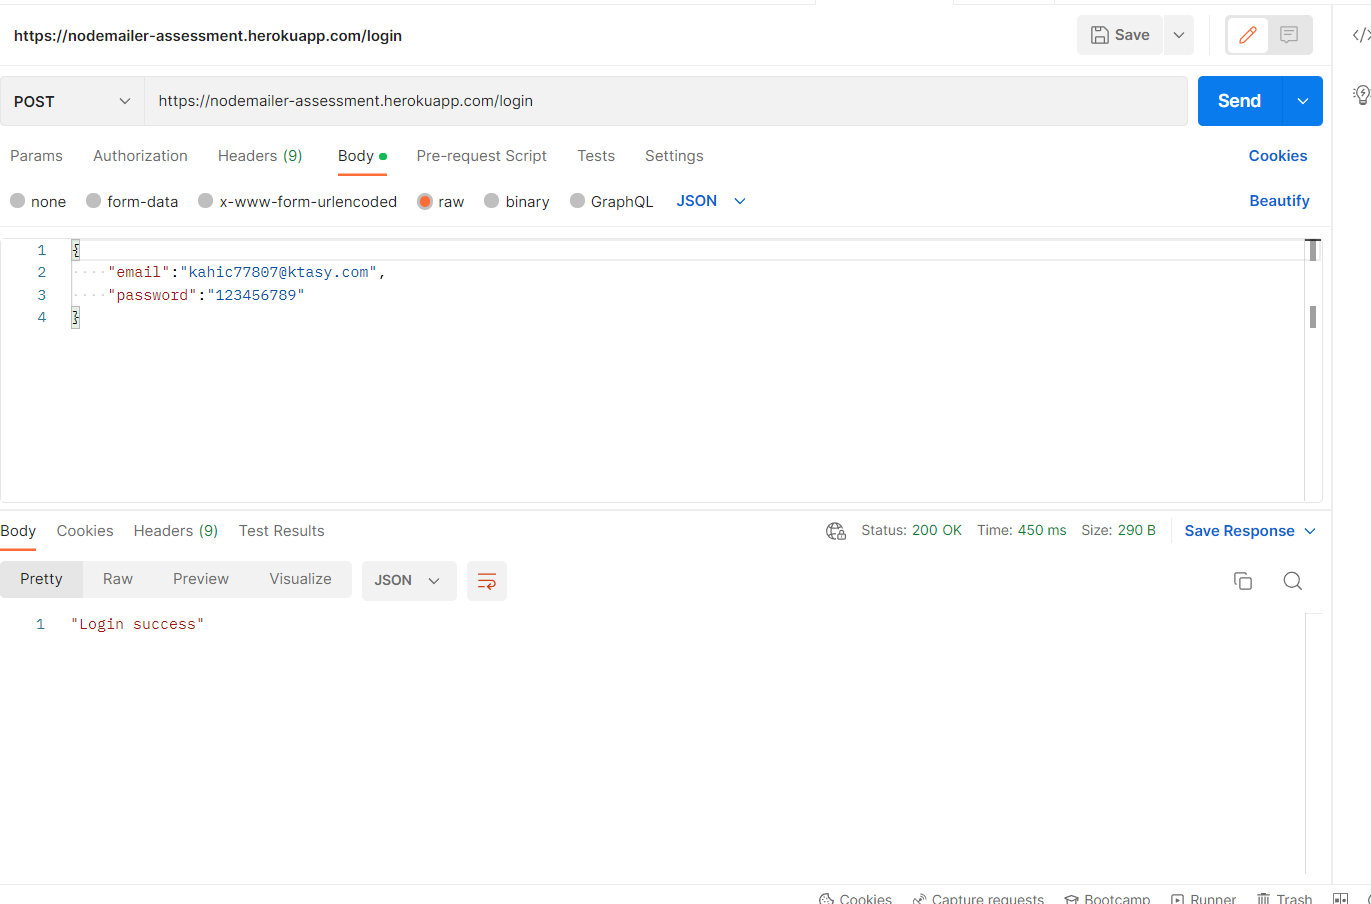 https://nodemailer-assessment.herokuapp.com/login
Save
POST
https://nodemailer-assessment.herokuapp.com/login
Send
Params Authorization Headers (9) Body Pre-request Script Tests Settings Cookies
none form-data x-www-form-urlencoded raw binary GraphQL JSON Beautify
1 {
2 ····"email":"kahic77807@ktasy.com",
3 ····"password":"123456789"
4 }
Body Cookies Headers (9) Test Results Status: 200 OK Time: 450 ms Size: 290 B Save Response
Pretty Raw Preview Visualize JSON
1 "Login success"
Cookies Capture requests Bootcamp Runner Trash